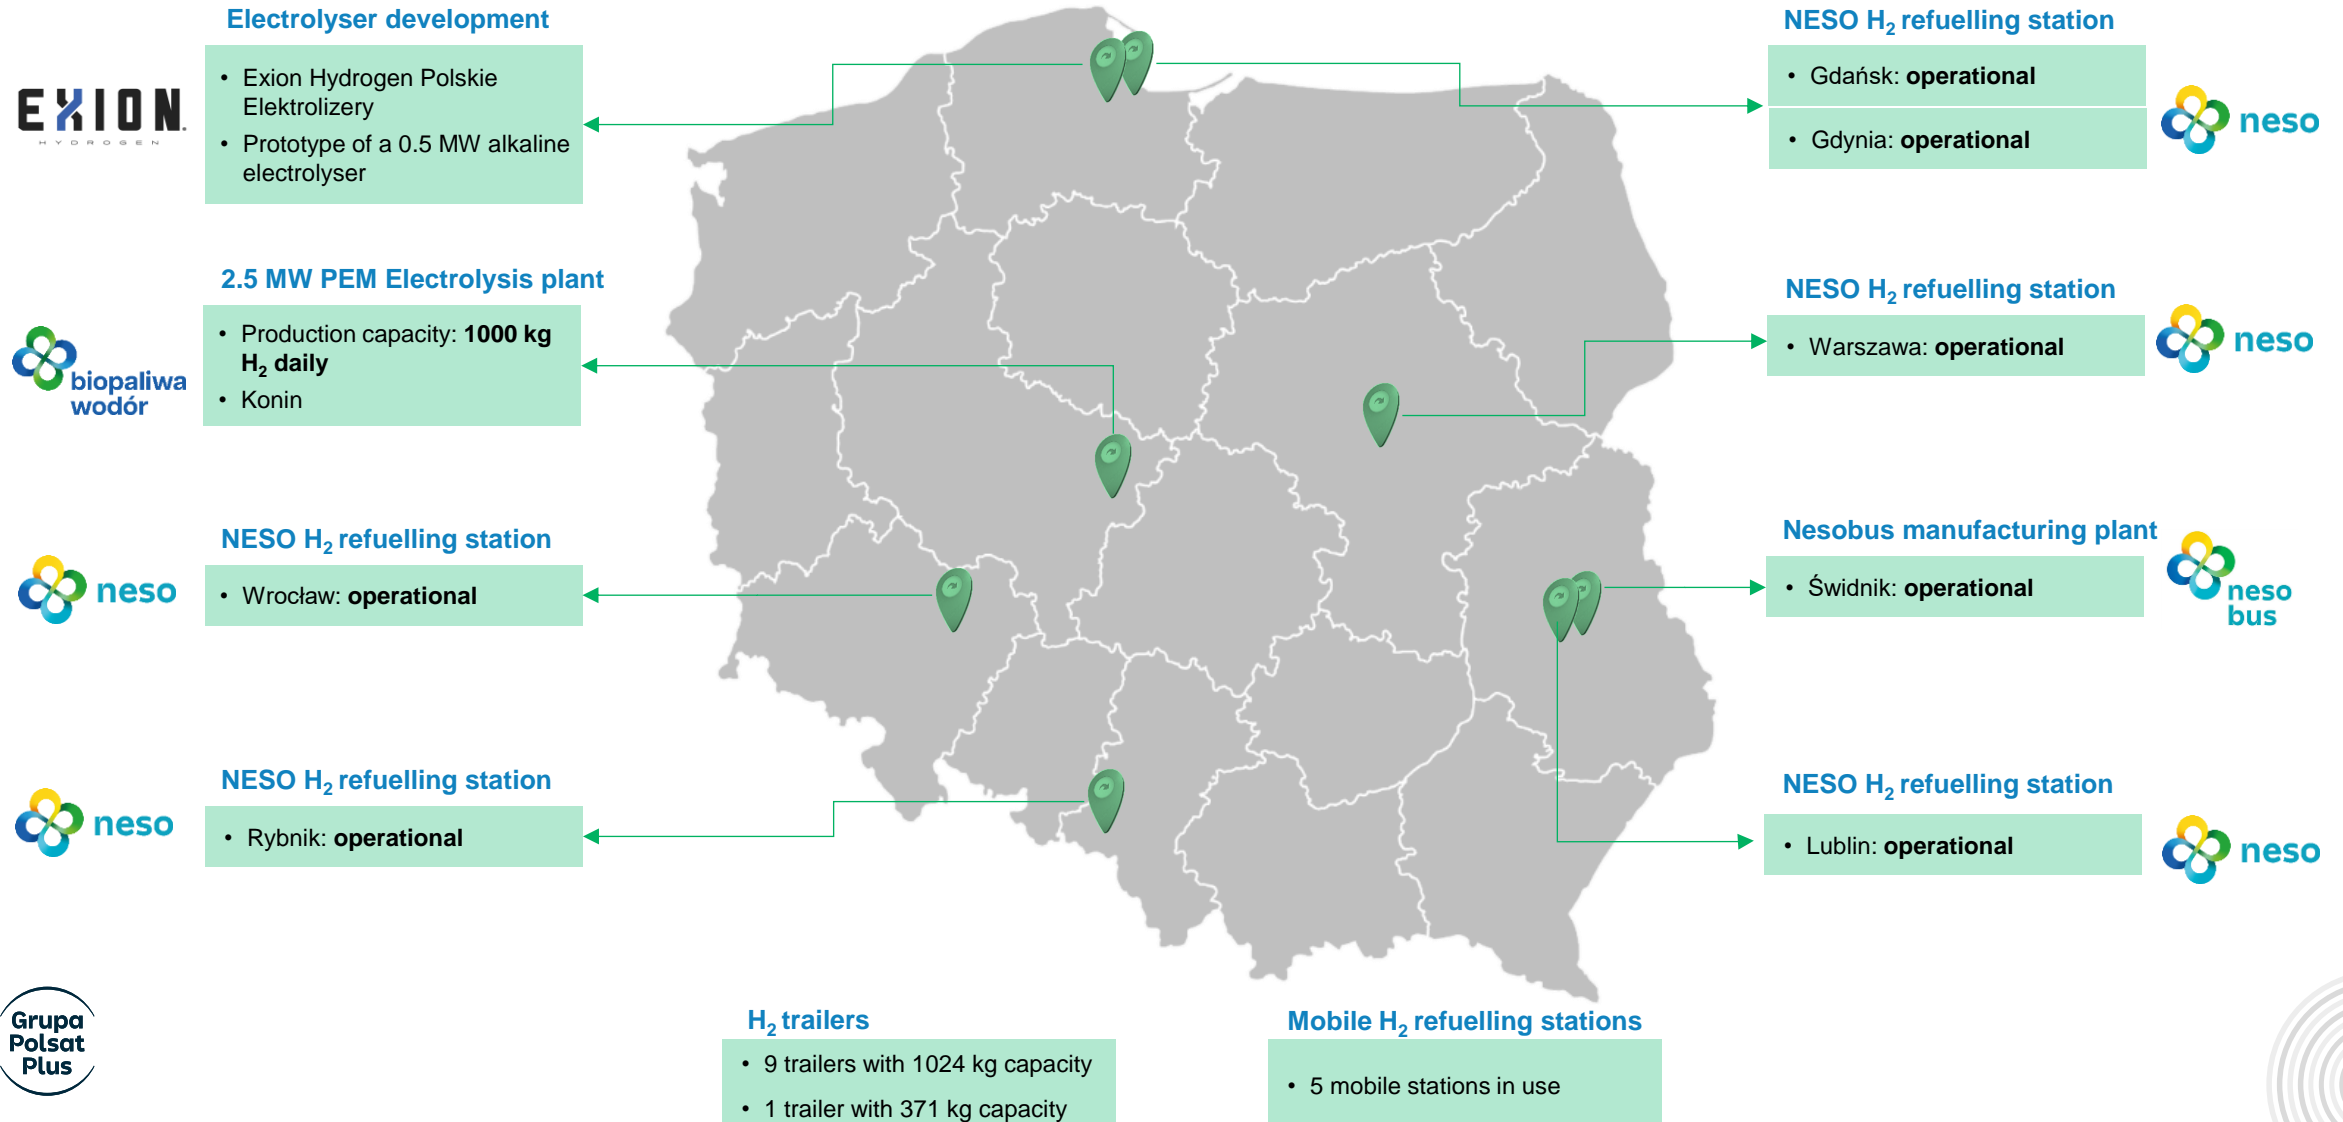 Electrolyser development
EXION.
HYDROGEN
• Exion Hydrogen Polskie
Elektrolizery
• Prototype of a 0.5 MW alkaline
electrolyser
2.5 MW PEM Electrolysis plant
biopaliwa
wodór
• Production capacity: 1000 kg
H₂ daily
• Konin
NESO H₂ refuelling station
neso
• Wrocław: operational
NESO H₂ refuelling station
neso
• Rybnik: operational
NESO H₂ refuelling station
• Gdańsk: operational
• Gdynia: operational
neso
NESO H₂ refuelling station
• Warszawa: operational
neso
Nesobus manufacturing plant
• Świdnik: operational
neso
bus
NESO H₂ refuelling station
• Lublin: operational
neso
Grupa
Polsat
Plus
H₂ trailers
• 9 trailers with 1024 kg capacity
• 1 trailer with 371 kg capacity
Mobile H₂ refuelling stations
• 5 mobile stations in use